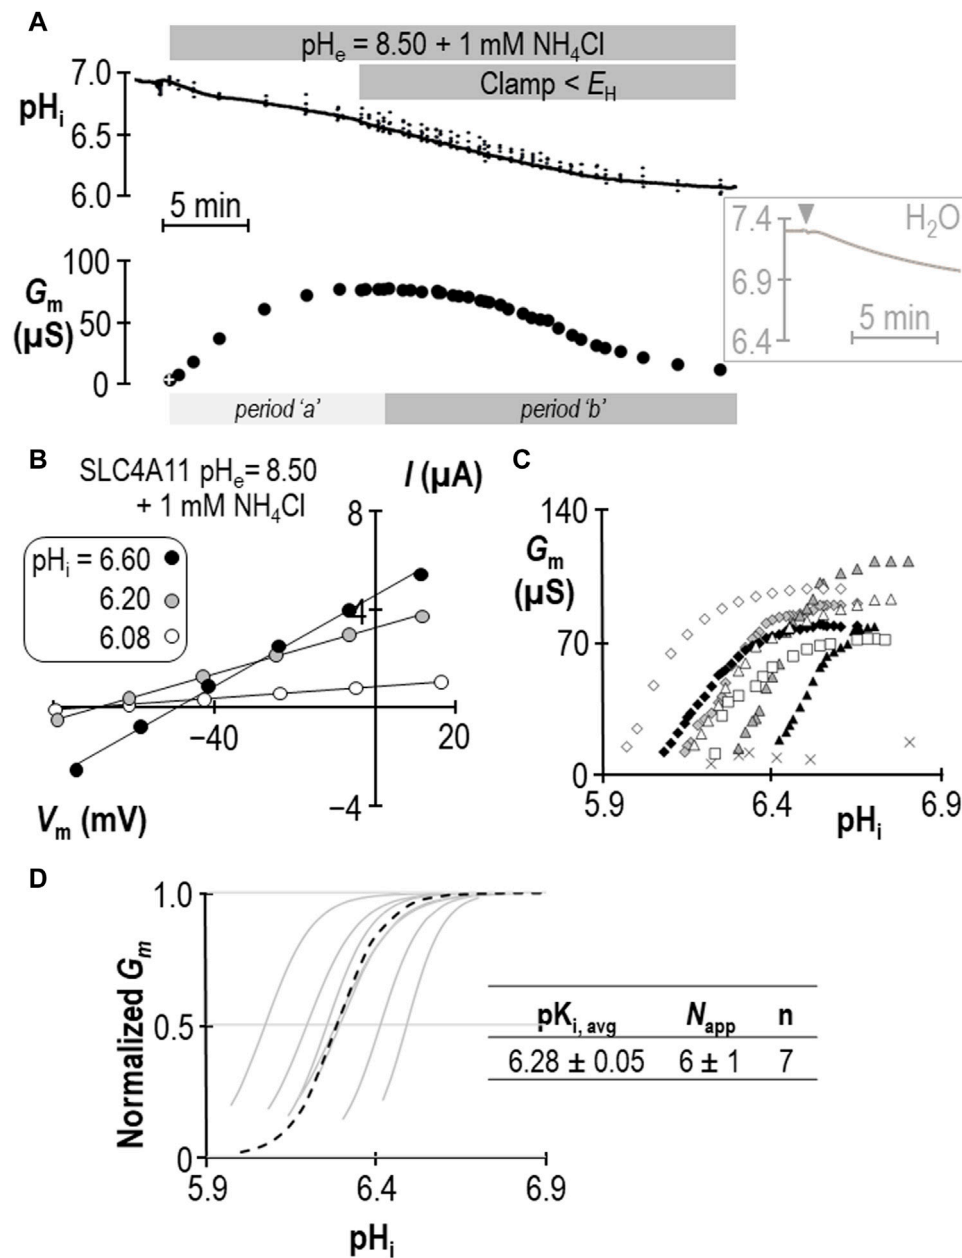 A
pHe = 8.50 + 1 mM NH4Cl
Clamp < EH
pHi
7.0
6.5
6.0
5 min
7.4
6.9
6.4
H2O
5 min
Gm
(µS)
100
50
0
period 'a'
period 'b'
B
SLC4A11 pHe= 8.50
+ 1 mM NH4Cl
I (µA)
pHi = 6.60
6.20
6.08
8
4
−4
−40
20
Vm (mV)
C
Gm
(µS)
140
70
0
5.9
6.4
6.9
pHi
D
Normalized Gm
1.0
0.5
0
5.9
6.4
6.9
pHi
pKi, avg Napp n
6.28 ± 0.05 6 ± 1 7